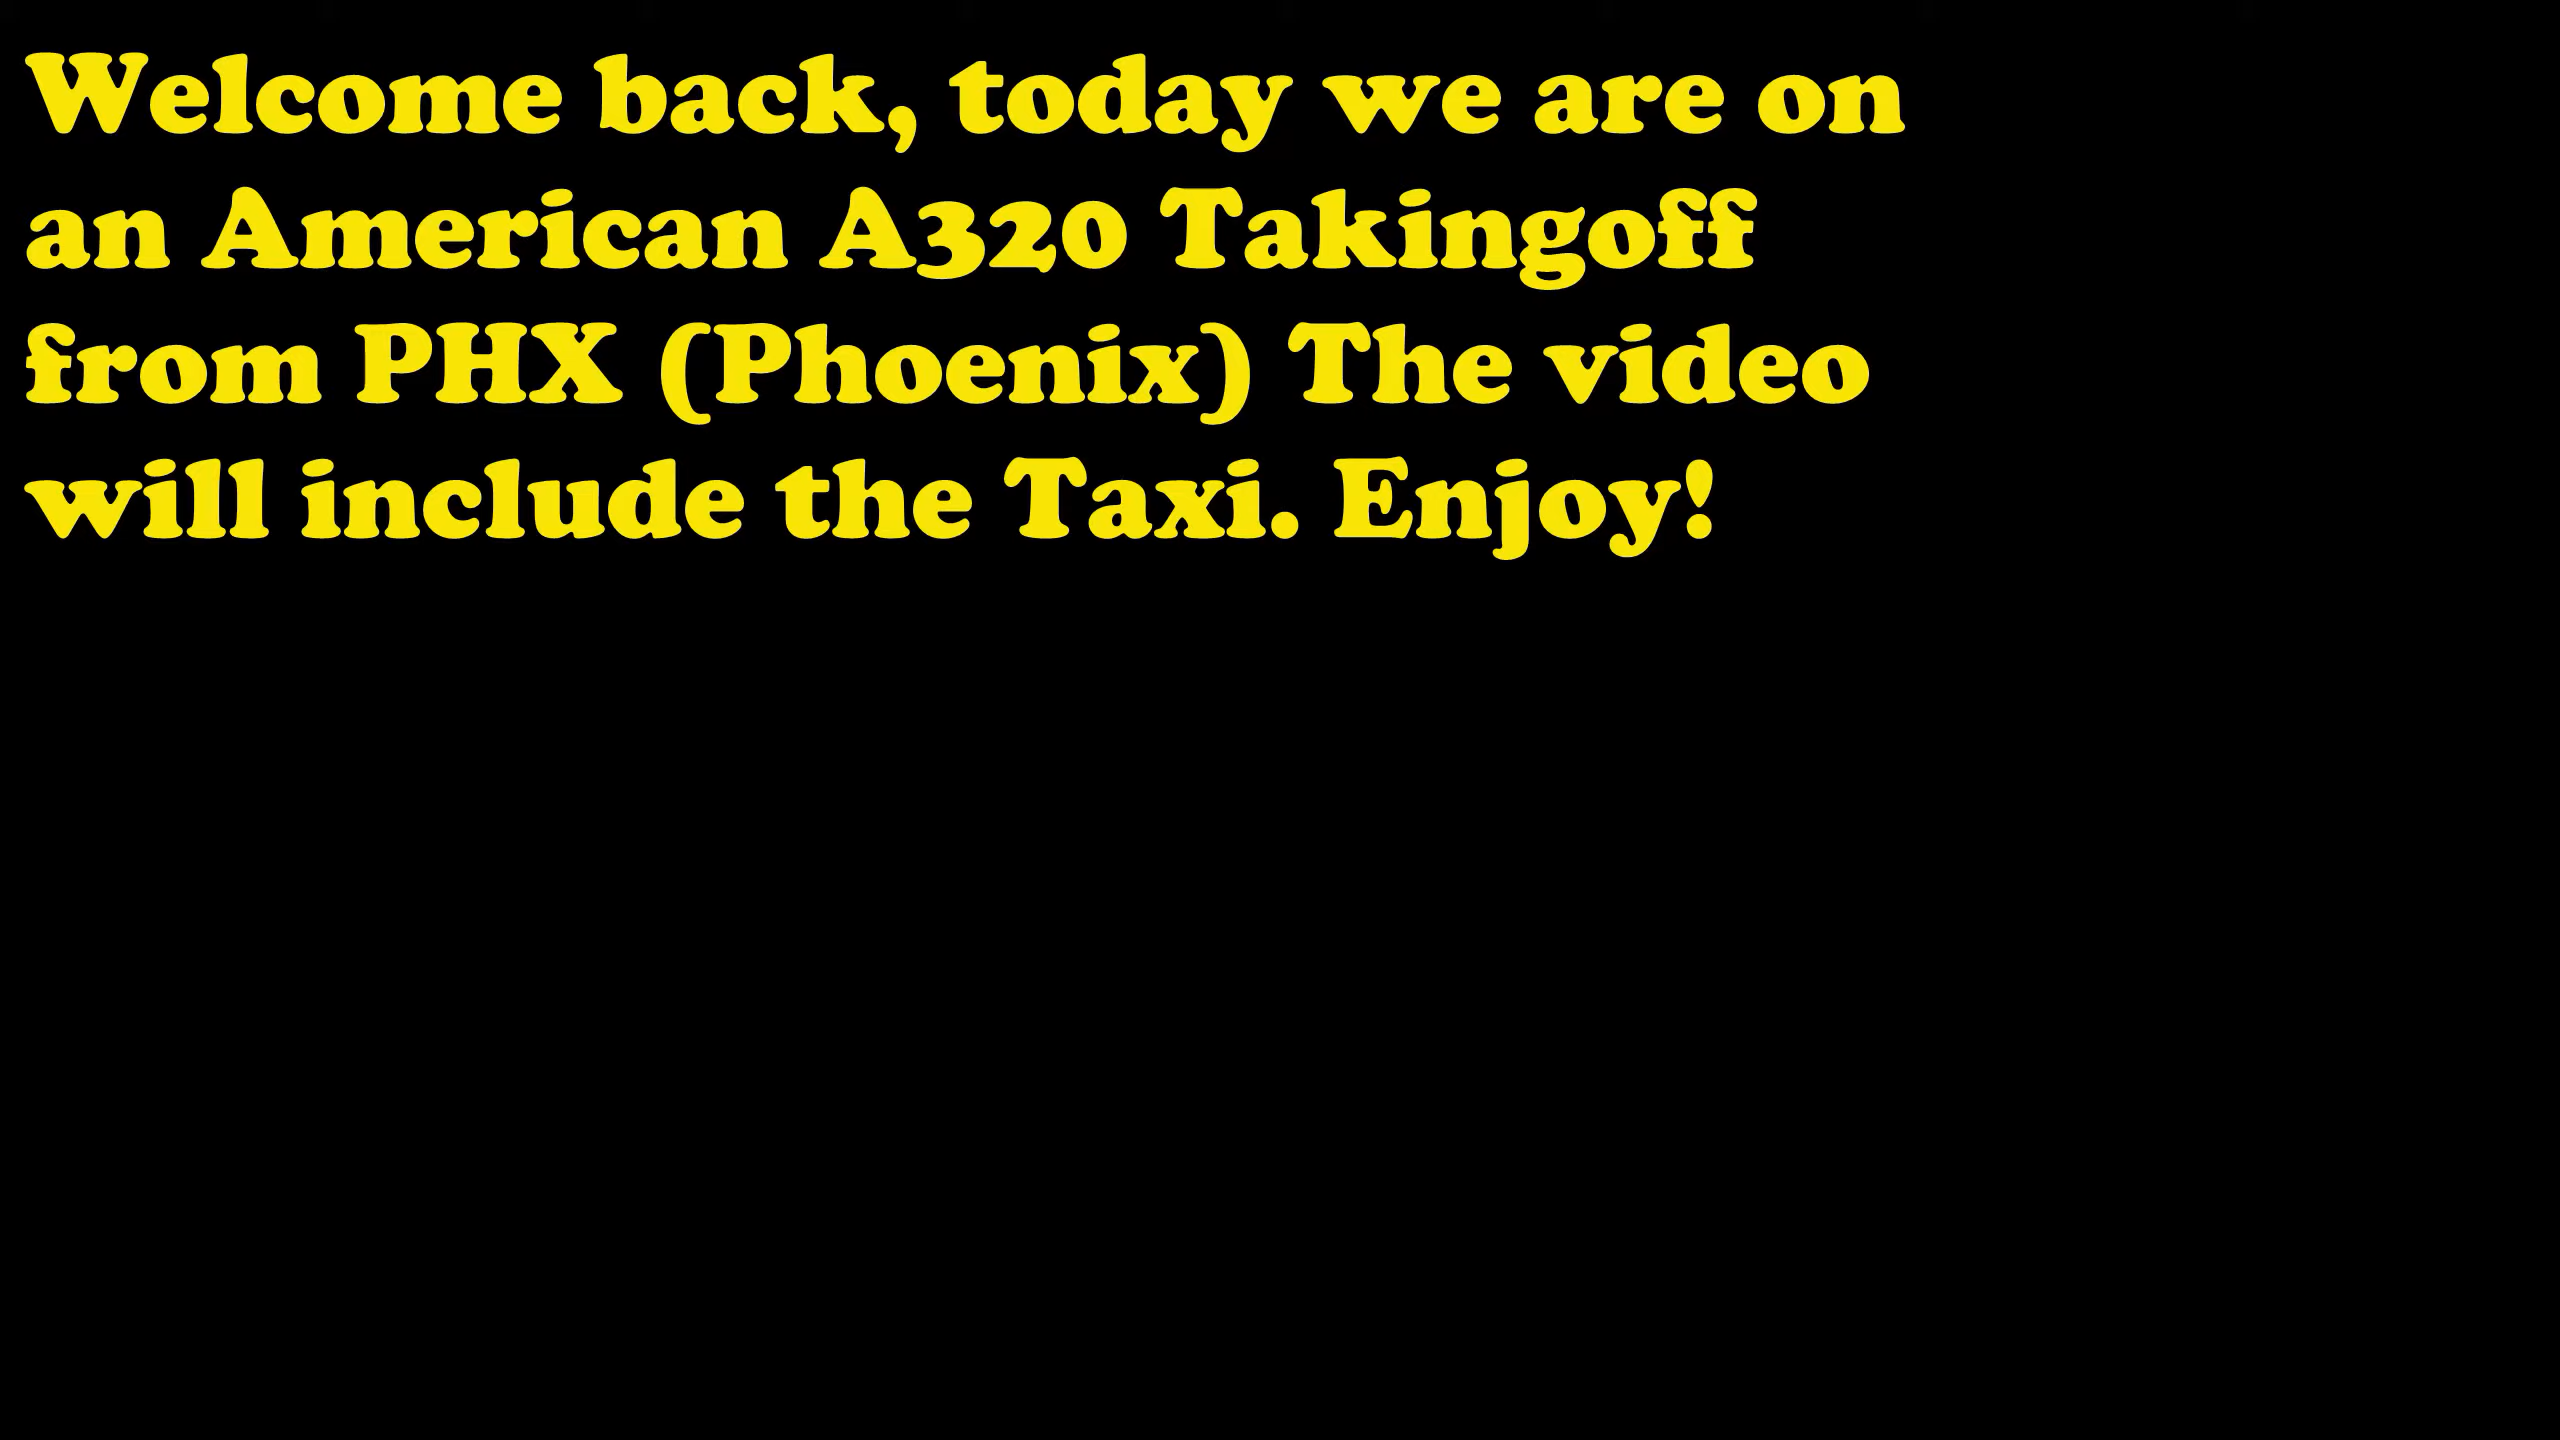 Welcome back, today we are on
an American A320 Takingoff
from PHX (Phoenix) The video
will include the Taxi. Enjoy!